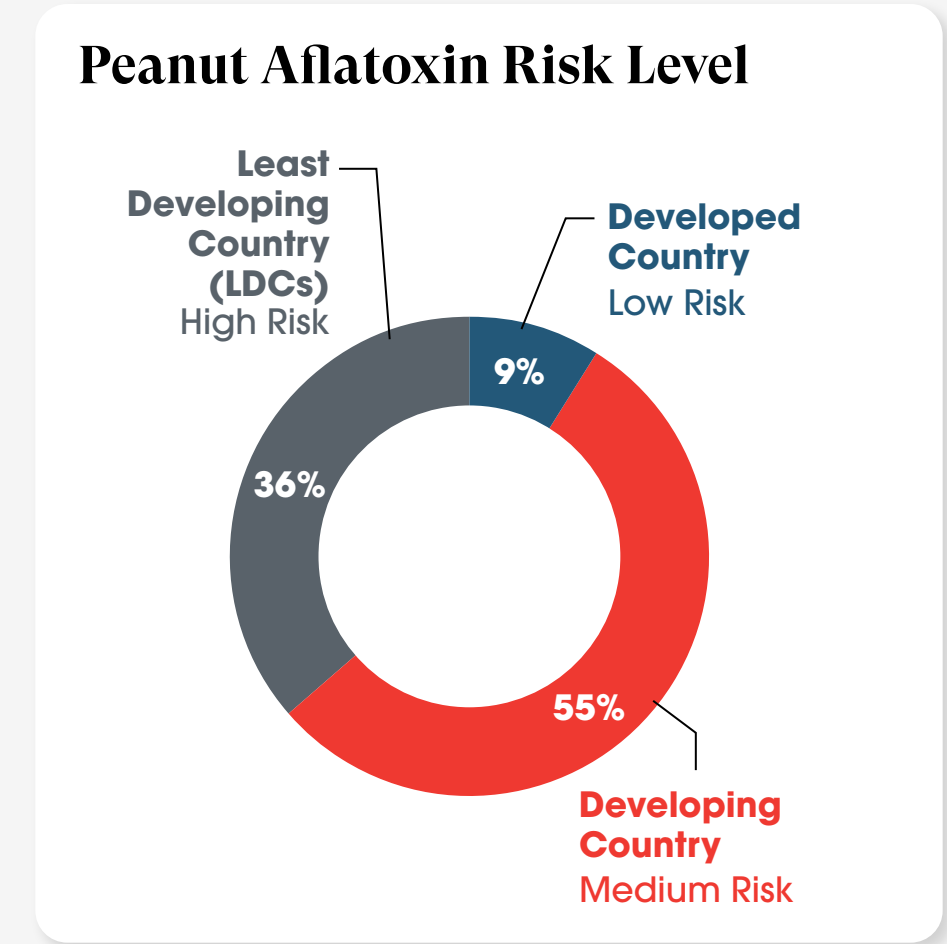 Peanut Aflatoxin Risk Level
Least
Developing
Country
(LDCs)
High Risk
Developed
Country
Low Risk
9%
36%
55%
Developing
Country
Medium Risk